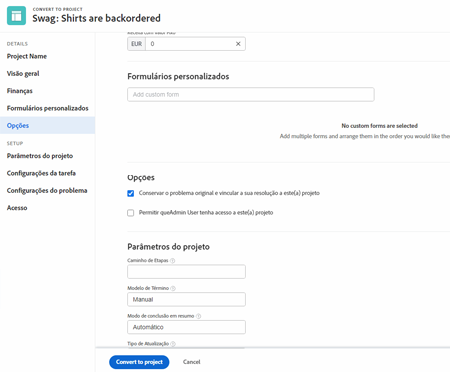 CONVERT TO PROJECT
Swag: Shirts are backordered
DETAILS
Project Name
Visão geral
Finanças
Formulários personalizados
Opções
SETUP
Parâmetros do projeto
Configurações da tarefa
Configurações do problema
Acesso
EUR 0
Formulários personalizados
Add custom form
No custom forms are selected
Add multiple forms and arrange them in the order you would like the
Opções
Conservar o problema original e vincular a sua resolução a este(a) projeto
Permitir queAdmin User tenha acesso a este(a) projeto
Parâmetros do projeto
Caminho de Etapas
Modelo de Término
Manual
Modo de conclusão em resumo
Automático
Tipo de Atualização
Convert to project
Cancel